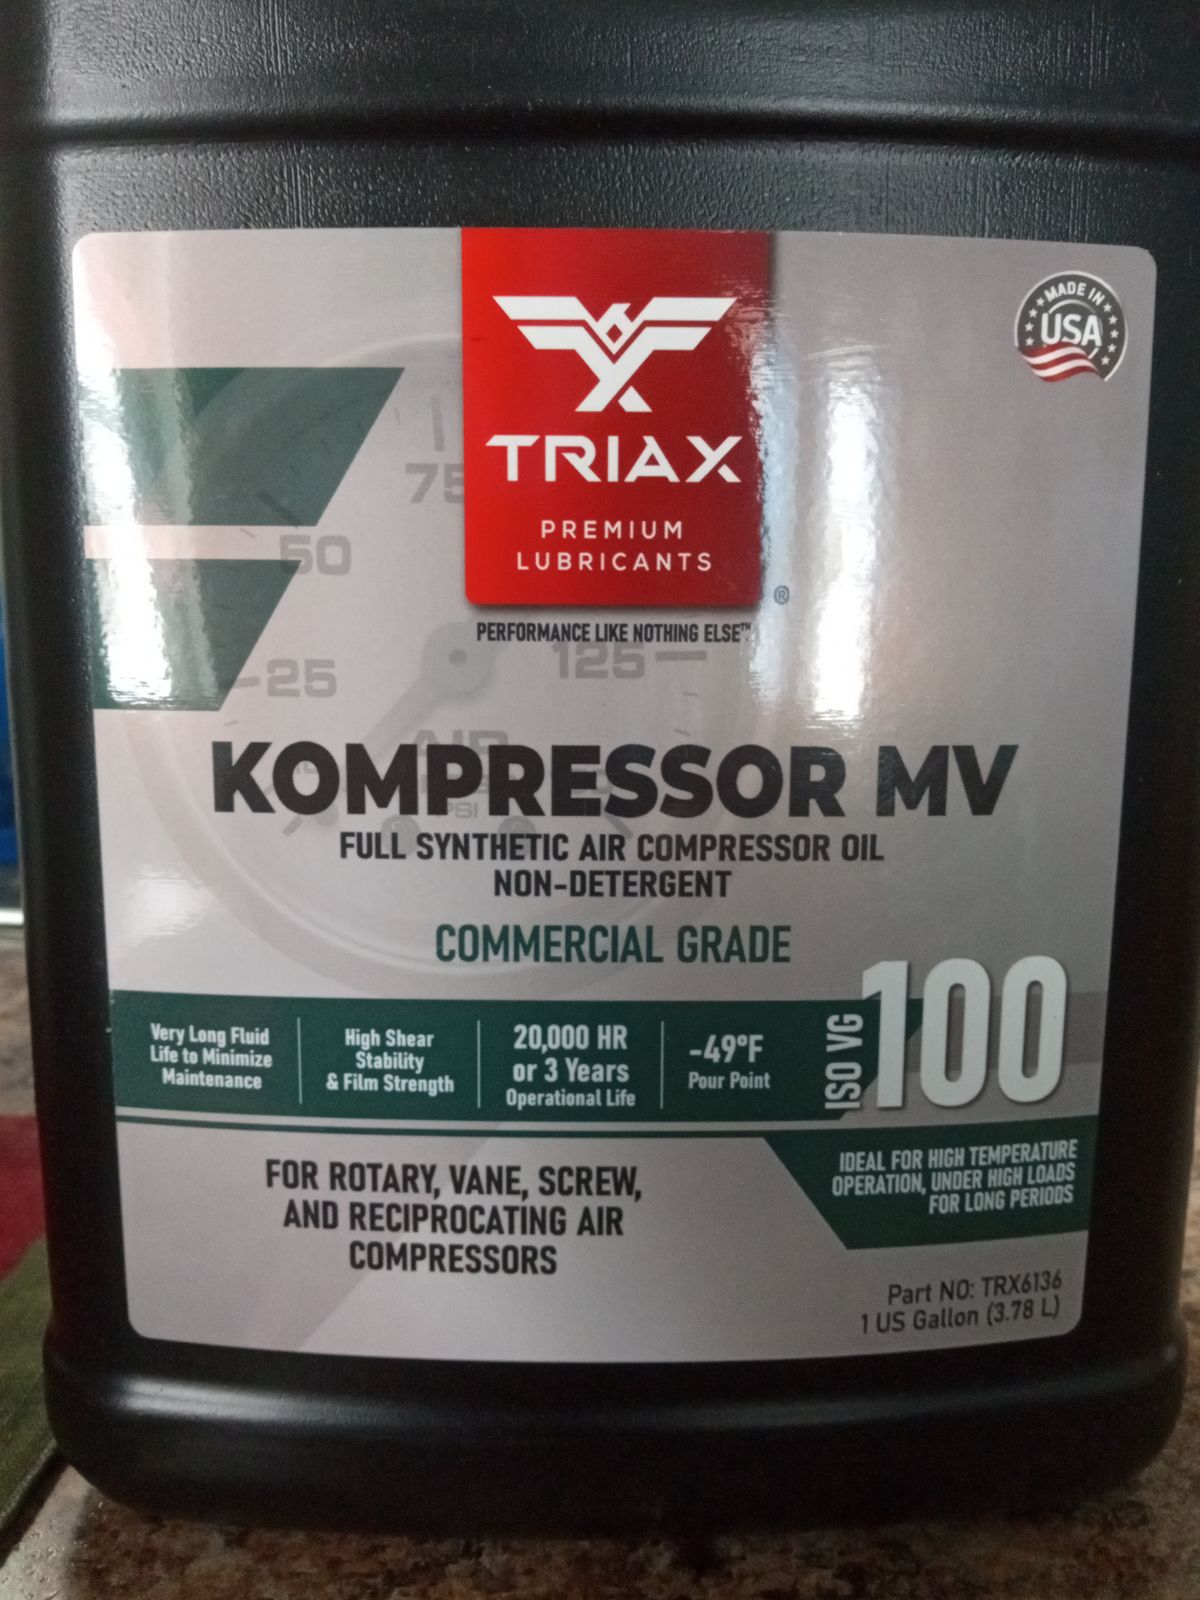 MADE IN
USA
TRIAX
PREMIUM
LUBRICANTS
®
PERFORMANCE LIKE NOTHING ELSE™
75
50
25
125
AIR
PSI
KOMPRESSOR MV
FULL SYNTHETIC AIR COMPRESSOR OIL
NON-DETERGENT
COMMERCIAL GRADE
Very Long Fluid
Life to Minimize
Maintenance
High Shear
Stability
& Film Strength
20,000 HR
or 3 Years
Operational Life
-49°F
Pour Point
ISO VG
100
IDEAL FOR HIGH TEMPERATURE
OPERATION, UNDER HIGH LOADS
FOR LONG PERIODS
FOR ROTARY, VANE, SCREW,
AND RECIPROCATING AIR
COMPRESSORS
Part NO: TRX6136
1 US Gallon (3.78 L)